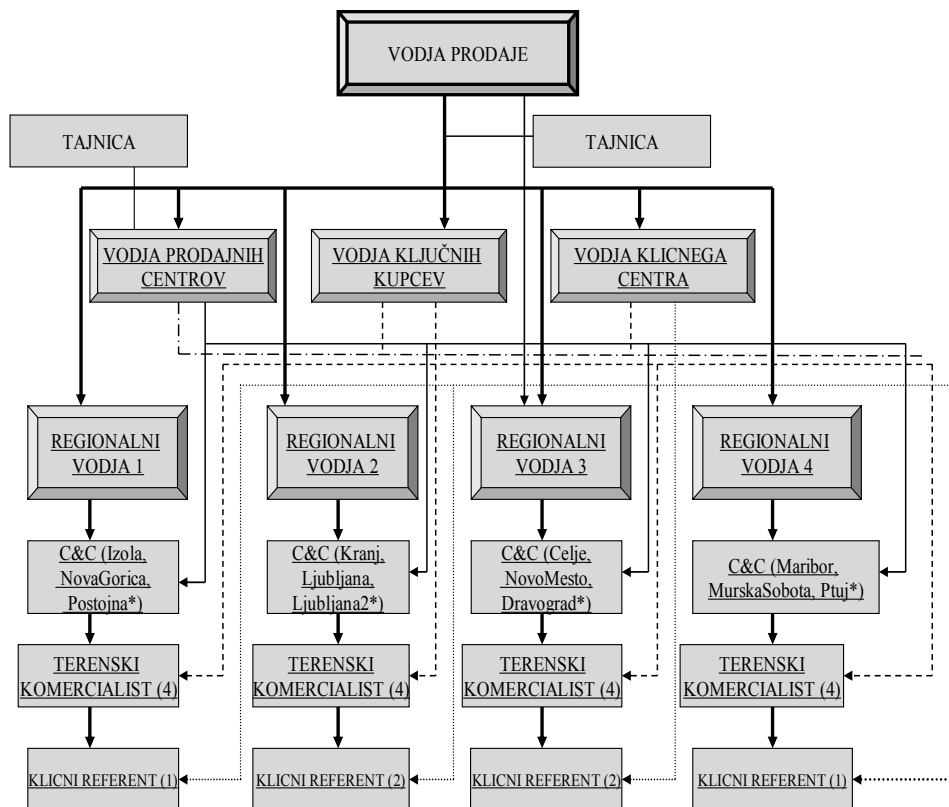 VODJA PRODAJE
TAJNICA
TAJNICA
VODJA PRODAJNIH
CENTROV
VODJA KLJUČNIH
KUPCEV
VODJA KLICNEGA
CENTRA
REGIONALNI
VODJA 1
REGIONALNI
VODJA 2
REGIONALNI
VODJA 3
REGIONALNI
VODJA 4
C&C (Izola,
NovaGorica,
Postojna*)
C&C (Kranj,
Ljubljana,
Ljubljana2*)
C&C (Celje,
NovoMesto,
Dravograd*)
C&C (Maribor,
MurskaSobota, Ptuj*)
TERENSKI
KOMERCIALIST (4)
TERENSKI
KOMERCIALIST (4)
TERENSKI
KOMERCIALIST (4)
TERENSKI
KOMERCIALIST (4)
KLICNI REFERENT (1)
KLICNI REFERENT (2)
KLICNI REFERENT (2)
KLICNI REFERENT (1)